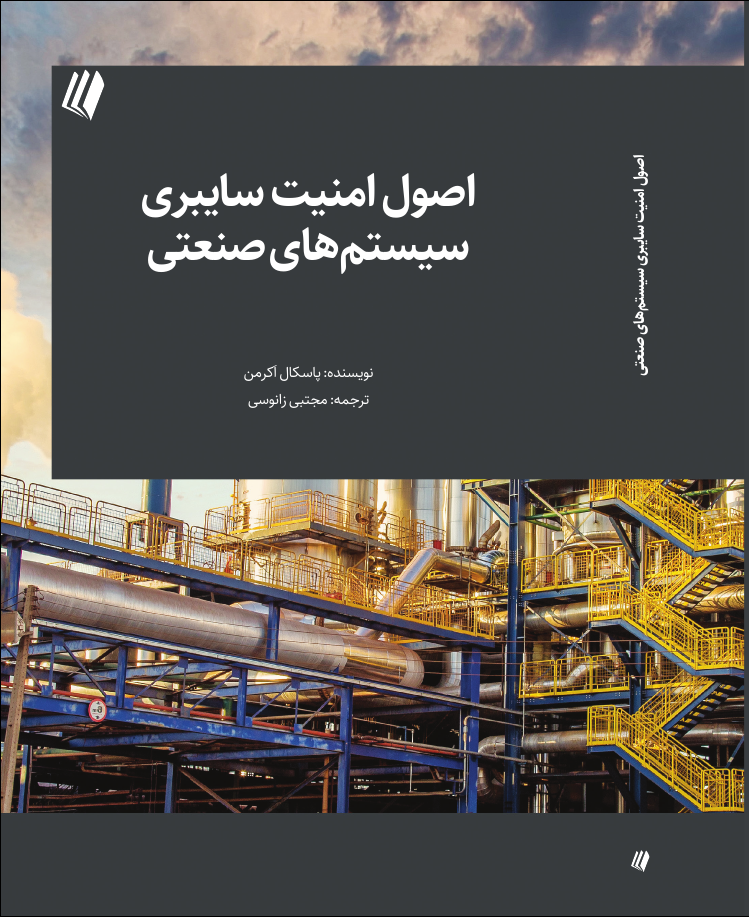 اصول امنیت سایبری
سیستم‌های صنعتی
نویسنده: پاسکال آکرمن
ترجمه: مجتبی زانوسی
اصول امنیت سایبری سیستم‌های صنعتی